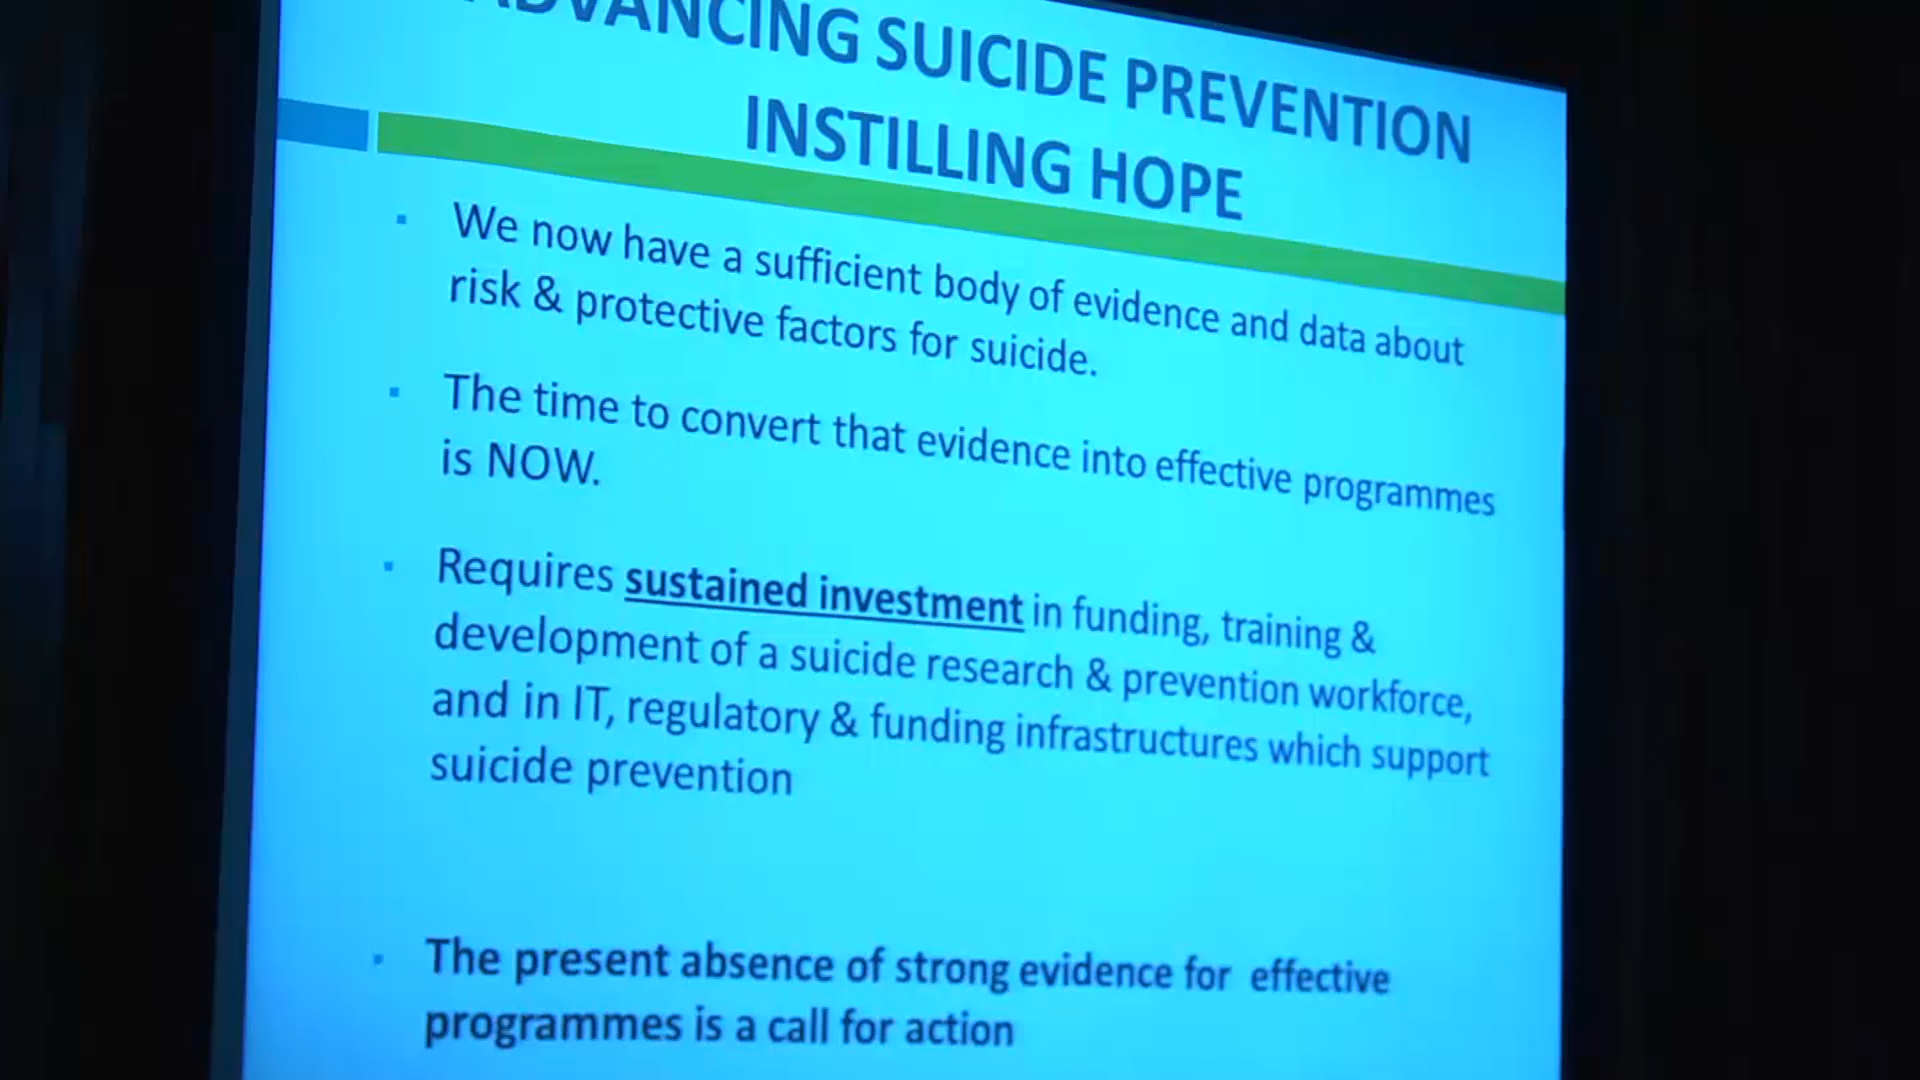 ADVANCING SUICIDE PREVENTION
INSTILLING HOPE
▪ We now have a sufficient body of evidence and data about
risk & protective factors for suicide.
▪ The time to convert that evidence into effective programmes
is NOW.
▪ Requires sustained investment in funding, training &
development of a suicide research & prevention workforce,
and in IT, regulatory & funding infrastructures which support
suicide prevention
▪ The present absence of strong evidence for effective
programmes is a call for action